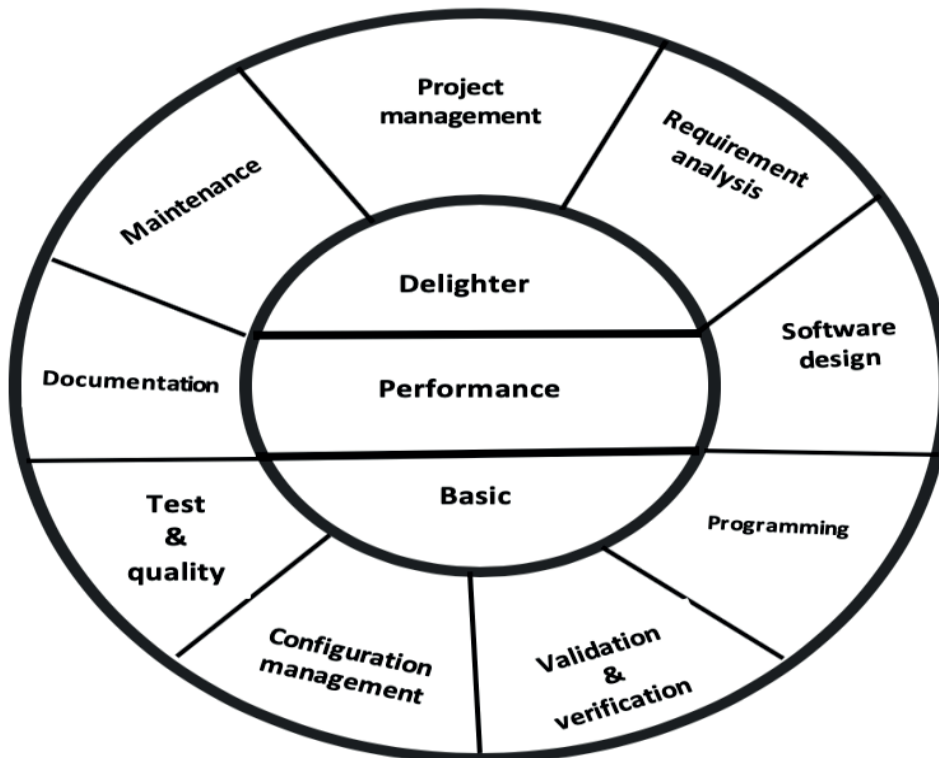 Project
management
Requirement
analysis
Maintenance
Delighter
Software
design
Documentation
Performance
Basic
Test
&
quality
Programming
Configuration
management
Validation
&
verification